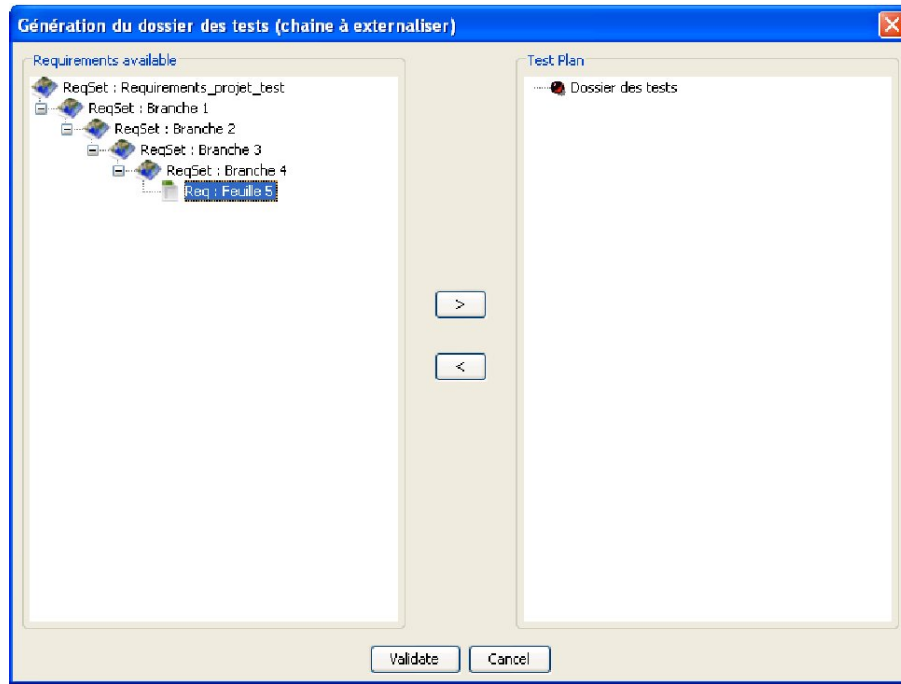 Génération du dossier des tests (chaine à externaliser)
Requirements available
ReqSet : Requirements_projet_test
ReqSet : Branche 1
ReqSet : Branche 2
ReqSet : Branche 3
ReqSet : Branche 4
Req : Feuille 5
>
<
Test Plan
Dossier des tests
Validate
Cancel